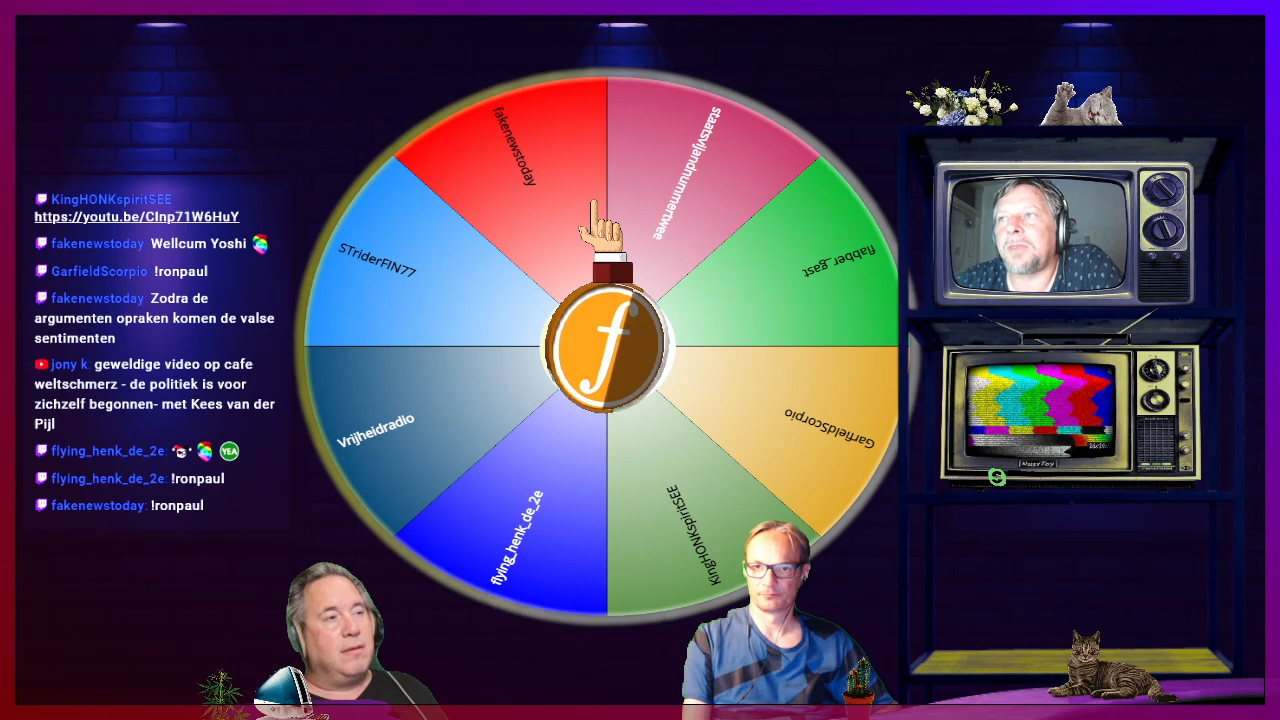 KingHONKspiritSEE
https://youtu.be/CInp71W6HuY
fakenewstoday Wellcum Yoshi
GarfieldScorpio !ronpaul
fakenewstoday Zodra de
argumenten opraken komen de valse
sentimenten
jony k: geweldige video op cafe
weltschmerz - de politiek is voor
zichzelf begonnen- met Kees van der
Pijl
flying_henk_de_2e: YEA
flying_henk_de_2e: !ronpaul
fakenewstoday: !ronpaul
fakenewstoday
staatsvijandnummertwee
flabber_gast
Garfieldscorpio
KingHONKspiritSEE
flying_henk_de_2e
Vrijheidradio
STriderFIN77
f